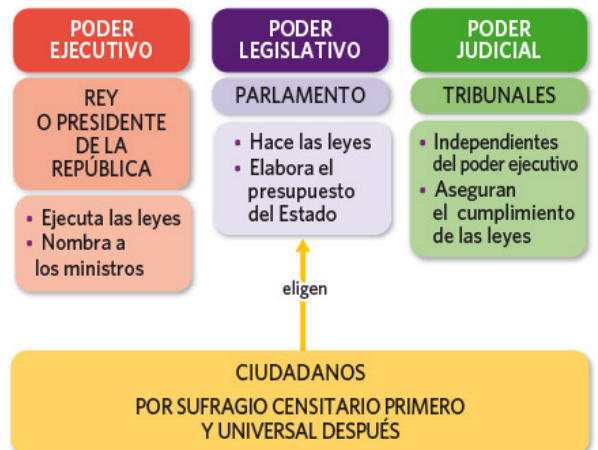 PODER
EJECUTIVO
REY
O PRESIDENTE
DE LA
REPÚBLICA
• Ejecuta las leyes
• Nombra a
los ministros
PODER
LEGISLATIVO
PARLAMENTO
• Hace las leyes
• Elabora el
presupuesto
del Estado
PODER
JUDICIAL
TRIBUNALES
• Independientes
del poder ejecutivo
• Aseguran
el cumplimiento
de las leyes
eligen
CIUDADANOS
POR SUFRAGIO CENSITARIO PRIMERO
Y UNIVERSAL DESPUÉS